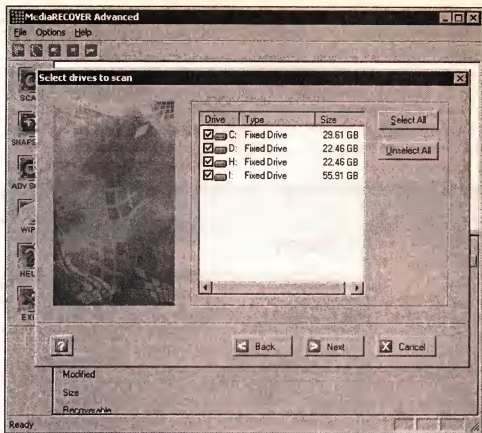 MediaRECOVER Advanced
File Options Help
Select drives to scan
Drive Type Size
C: Fixed Drive 29.61 GB
D: Fixed Drive 22.46 GB
H: Fixed Drive 22.46 GB
I: Fixed Drive 55.91 GB
Select All
Unselect All
SCA
SNAPS
ADV S
WIP
HEL
EXI
? Back Next X Cancel
Modified
Size
Recoverable
Ready